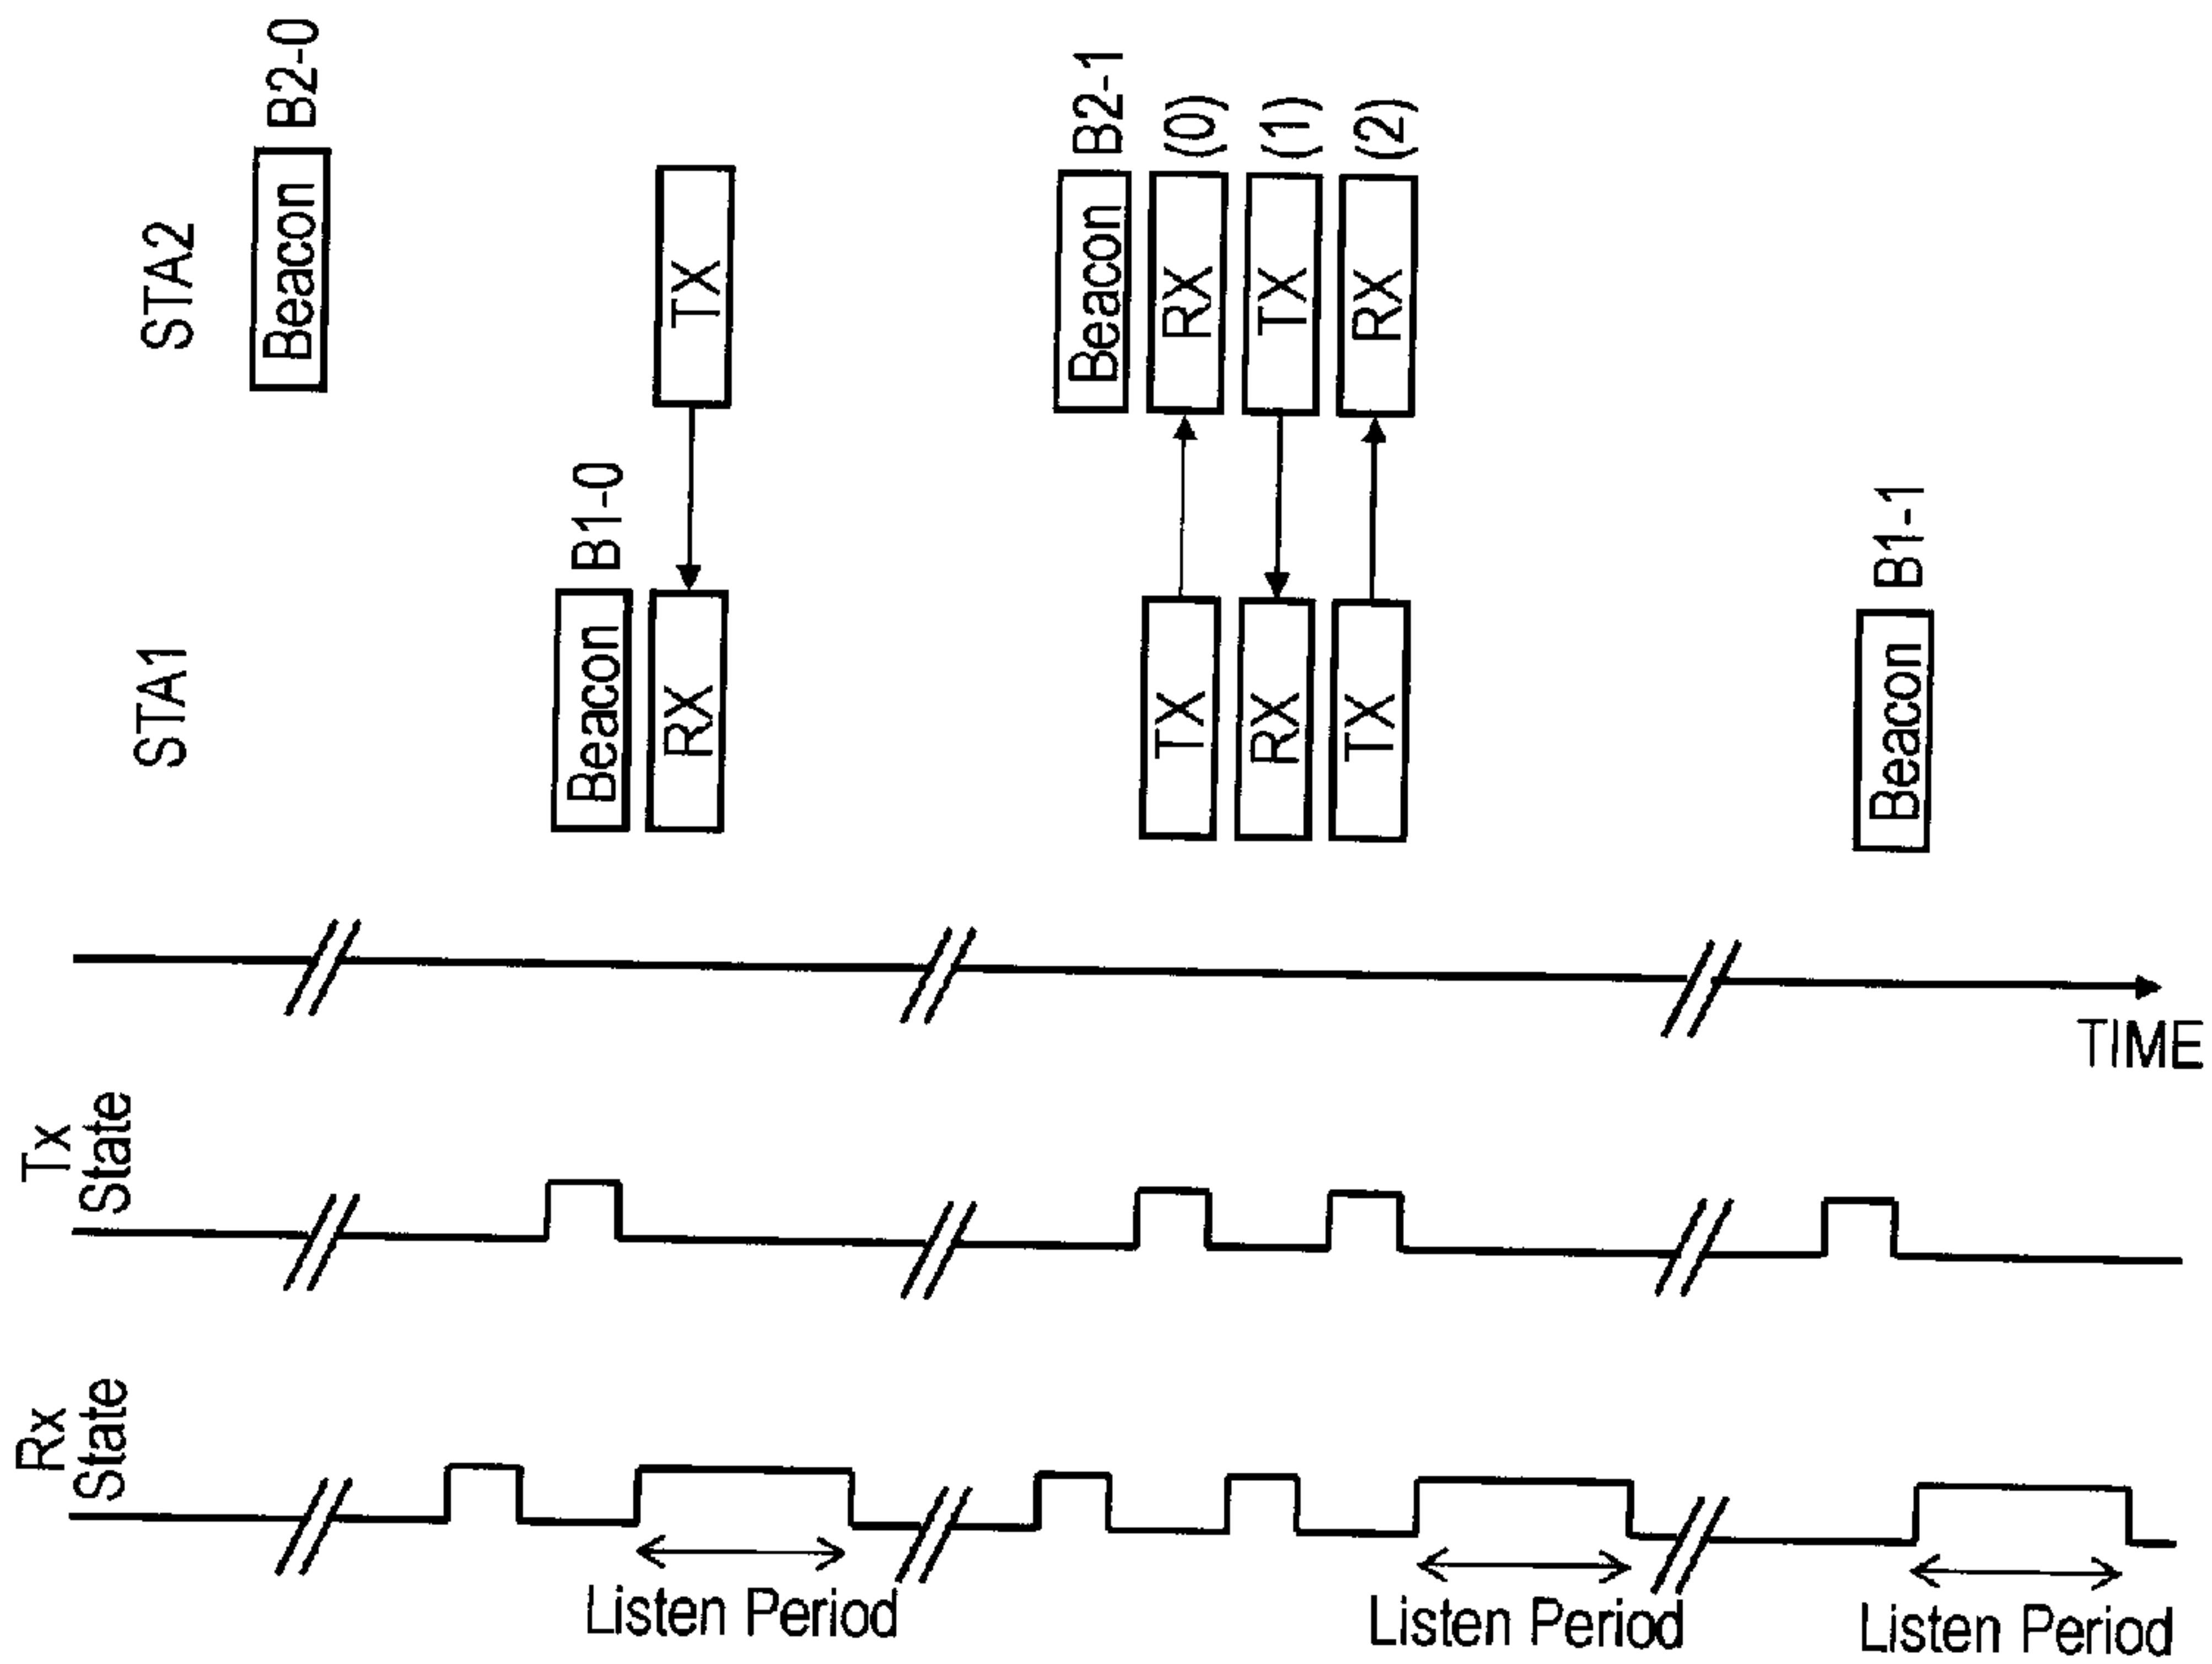 STA2
Beacon
B2-0
TX
Beacon
B2-1
RX
(0)
TX
(1)
RX
(2)
STA1
Beacon
B1-0
RX
TX
RX
TX
Beacon
B1-1
TIME
Tx
State
Rx
State
Listen Period
Listen Period
Listen Period